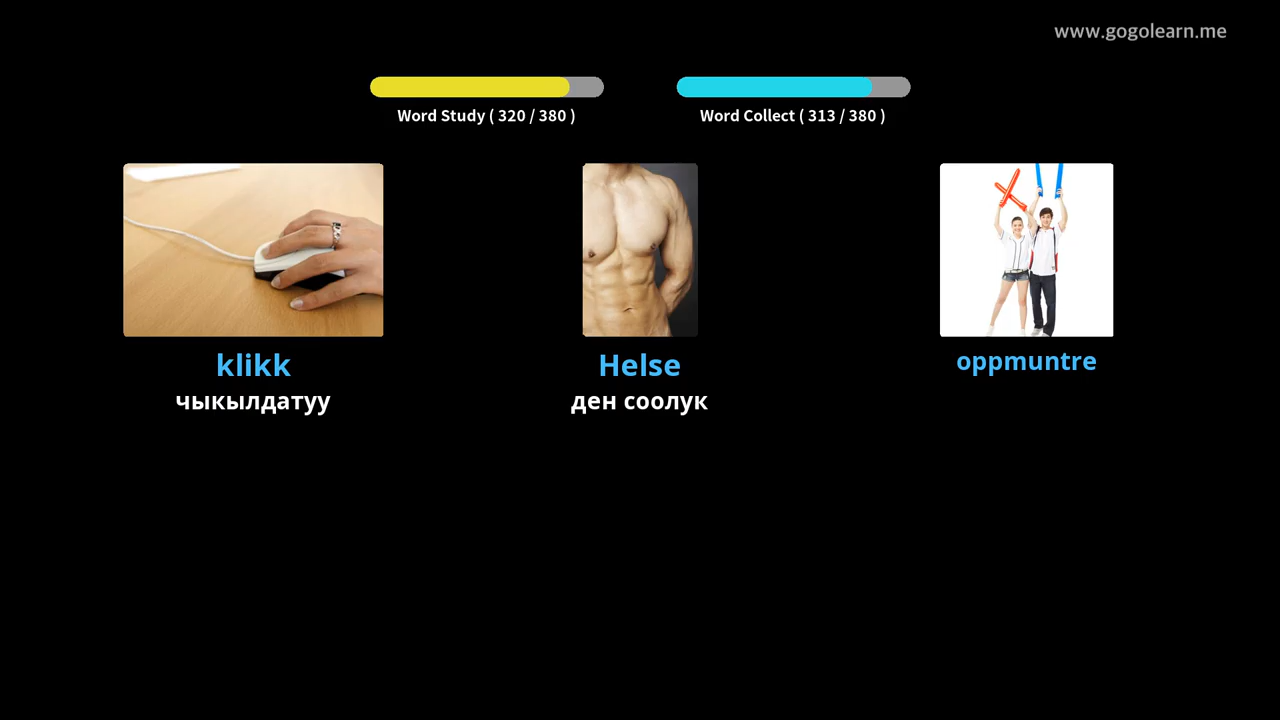 www.gogolearn.me
Word Study ( 320 / 380 )
Word Collect ( 313 / 380 )
klikk
чыкылдатуу
Helse
ден соолук
oppmuntre